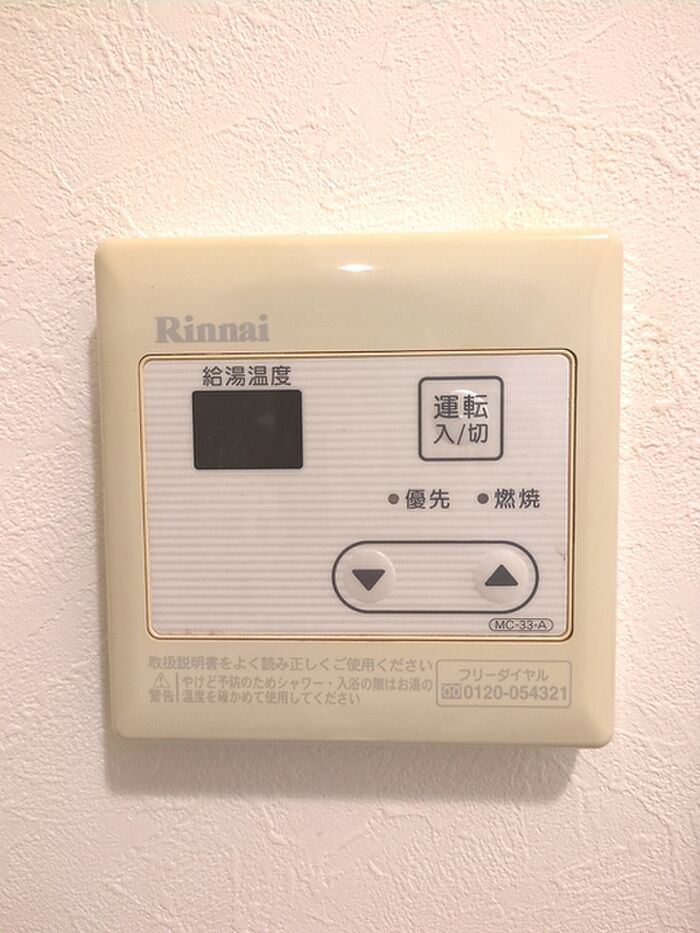 Rinnai
給湯温度
運転
入/切
優先
燃焼
MC-33-A
取扱説明書をよく読み正しくご使用ください
警告
やけど予防のためシャワー・入浴の際はお湯の
温度を確かめて使用してください
フリーダイヤル
0120-054321